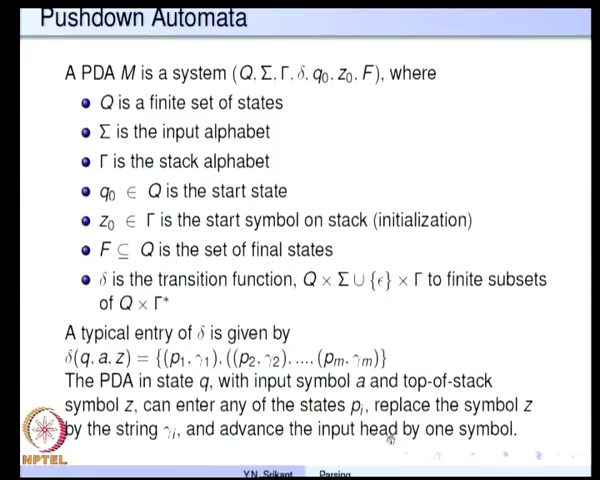 Pushdown Automata
A PDA M is a system (Q, Σ, Γ, δ, q₀, z₀, F), where
Q is a finite set of states
Σ is the input alphabet
Γ is the stack alphabet
q₀ ∈ Q is the start state
z₀ ∈ Γ is the start symbol on stack (initialization)
F ⊆ Q is the set of final states
δ is the transition function, Q × Σ ∪ {ϵ} × Γ to finite subsets
of Q × Γ*
A typical entry of δ is given by
δ(q, a, z) = {(p₁, γ₁), ((p₂, γ₂), ..., (pₘ, γₘ)}
The PDA in state q, with input symbol a and top-of-stack
symbol z, can enter any of the states pᵢ, replace the symbol z
by the string γᵢ, and advance the input head by one symbol.
NPTEL
Y.N. Srikant Parsing